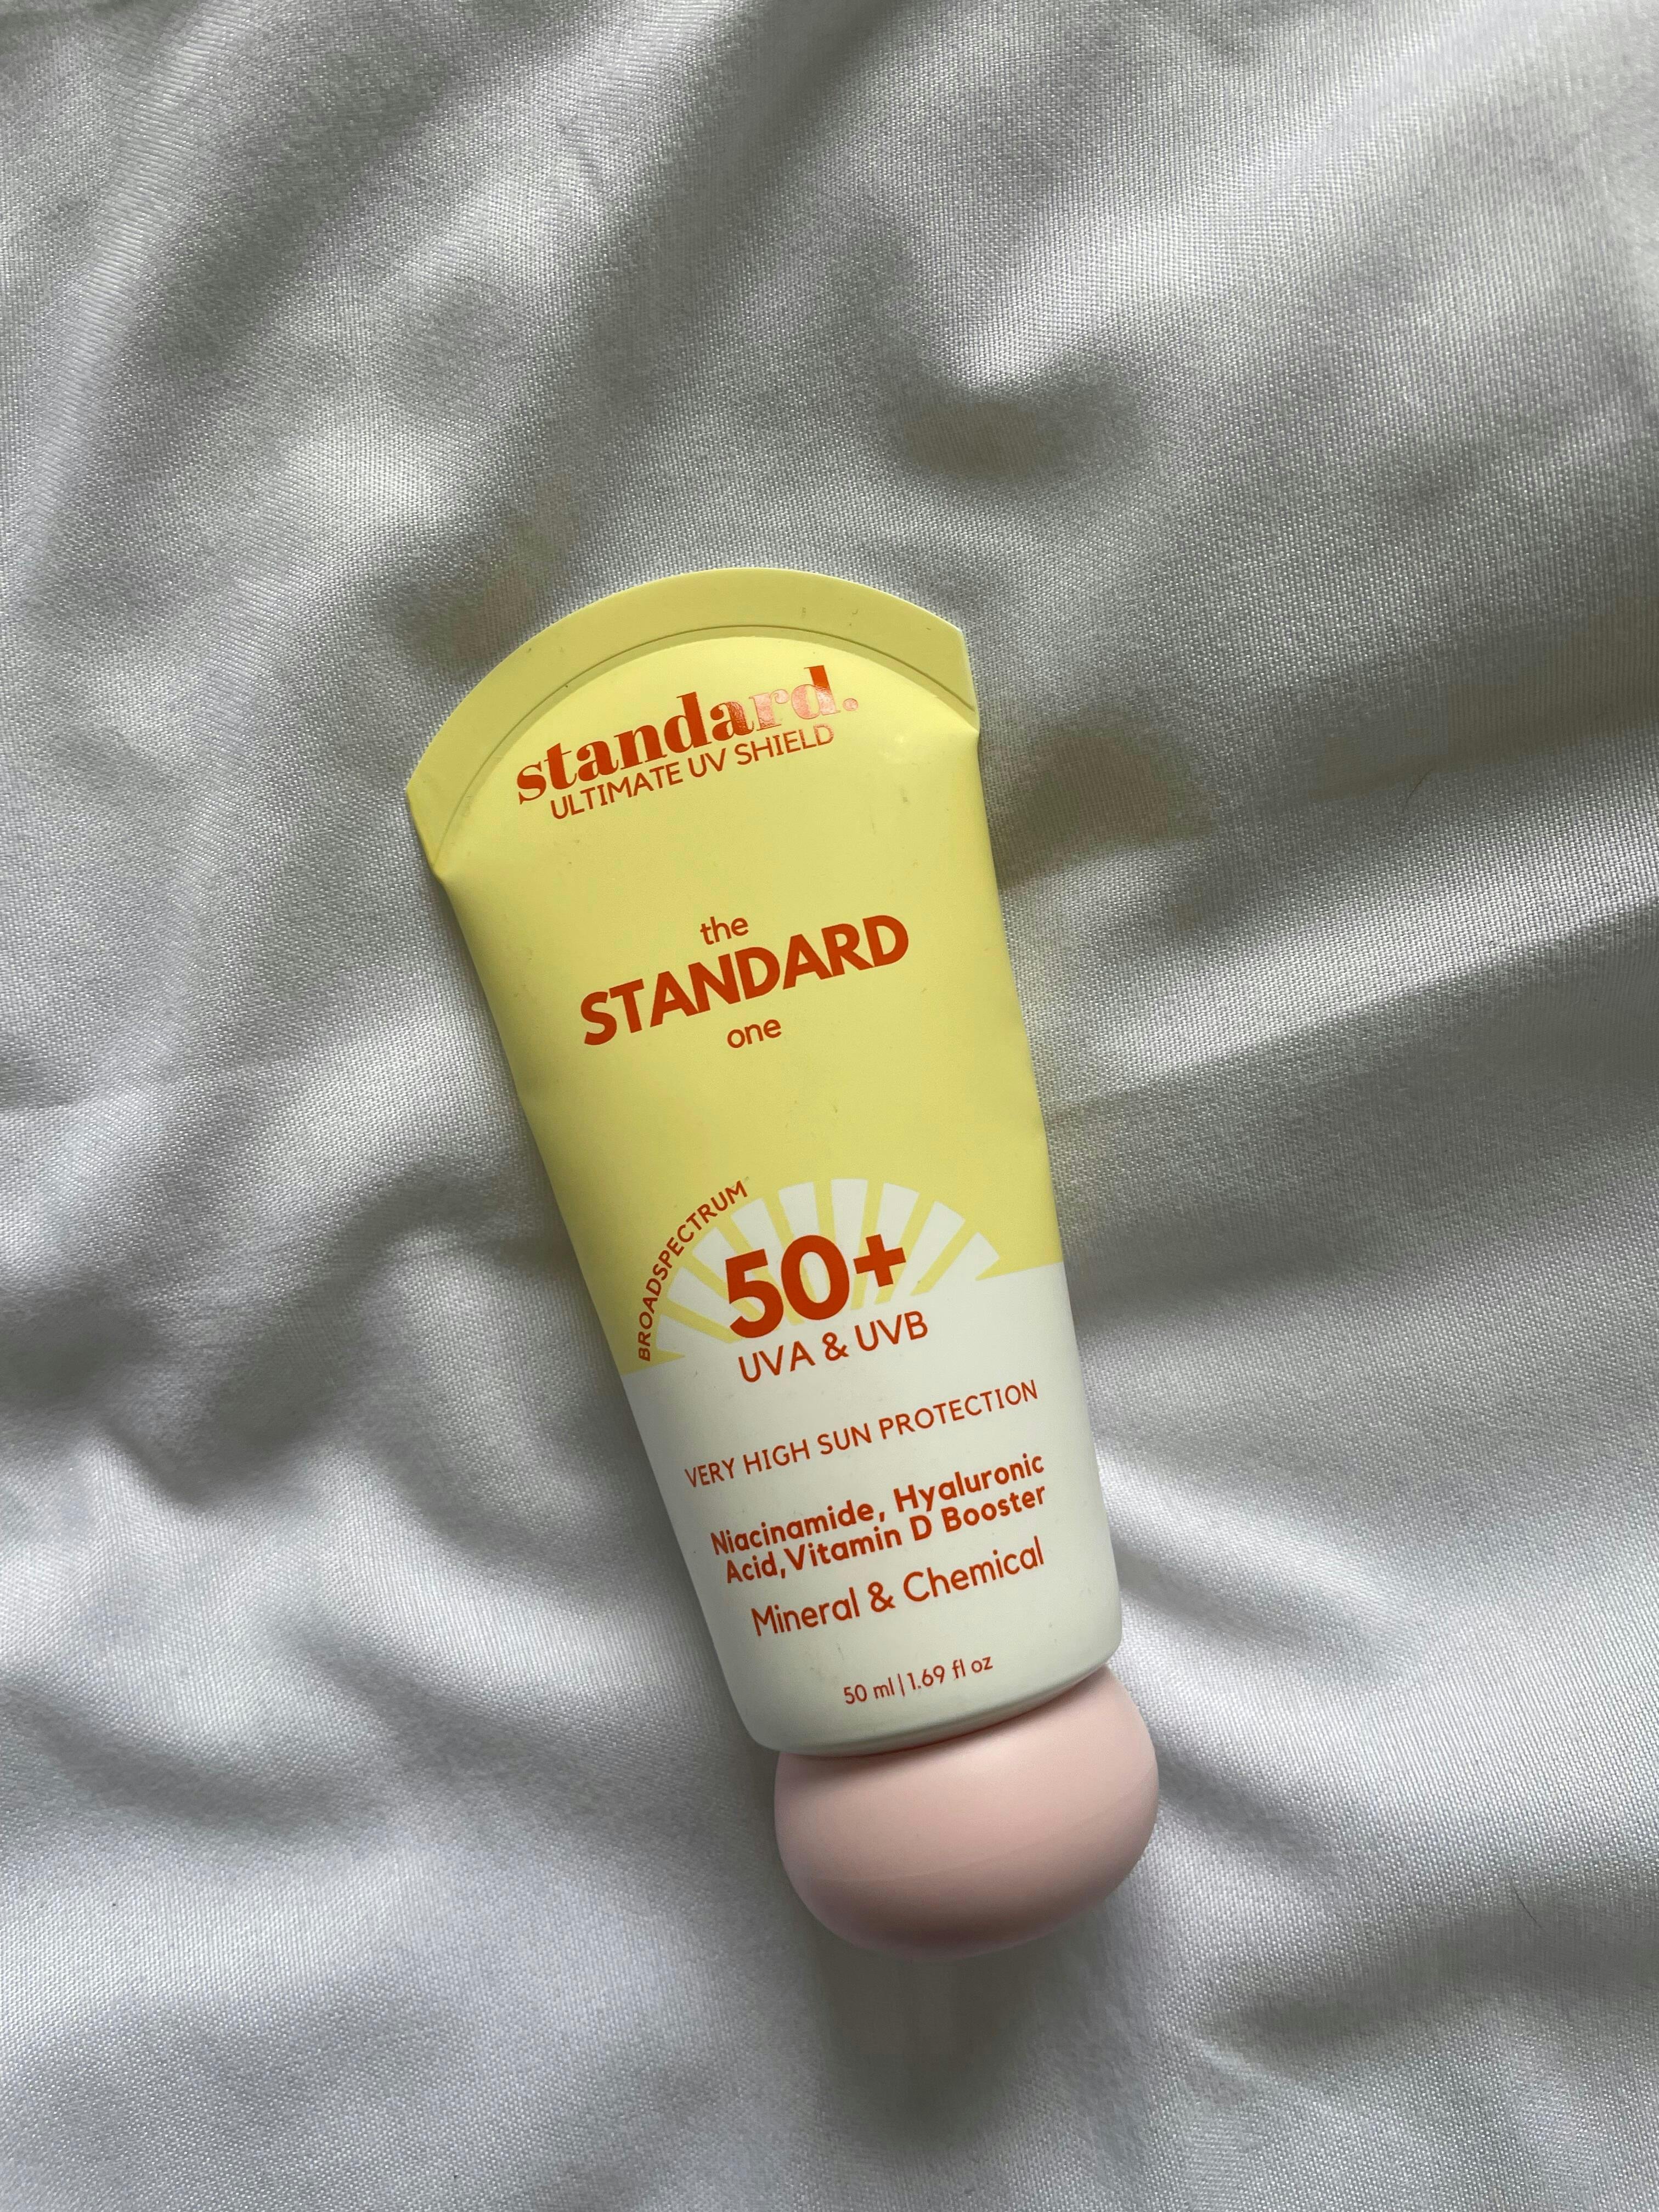 standard.
ULTIMATE UV SHIELD
the
STANDARD
one
BROADSPECTRUM
50+
UVA & UVB
VERY HIGH SUN PROTECTION
Niacinamide, Hyaluronic
Acid,Vitamin D Booster
Mineral & Chemical
50 ml | 1.69 fl oz